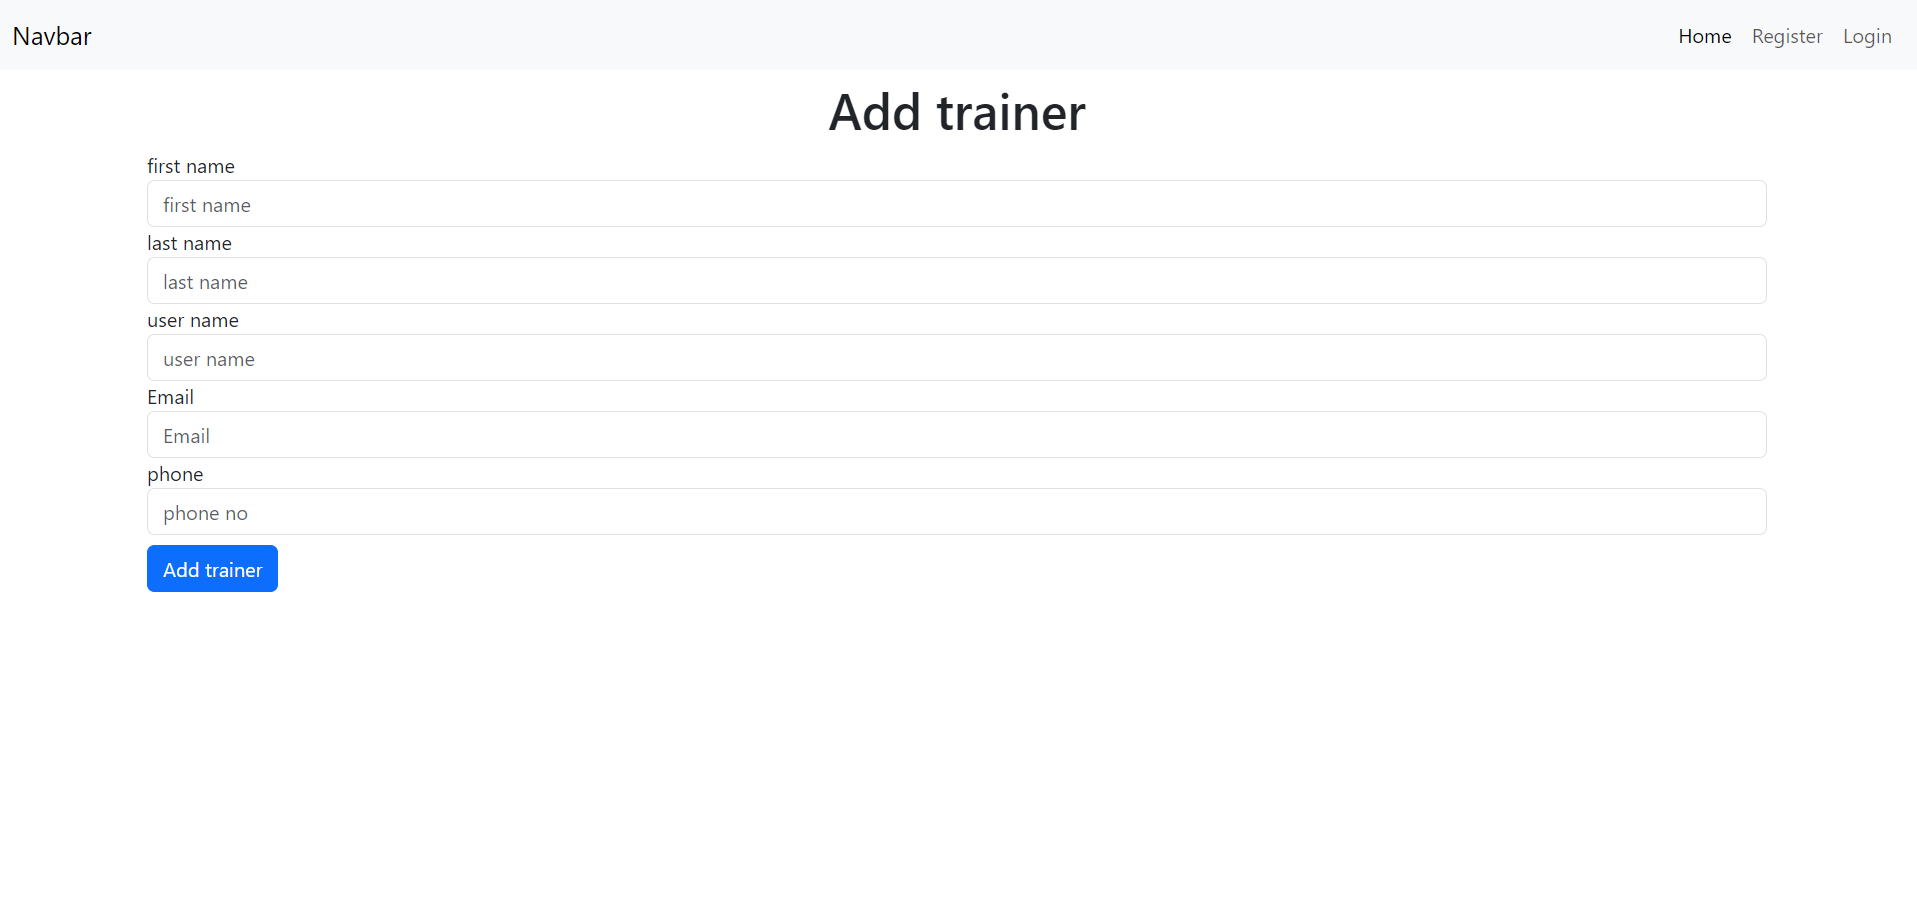 Navbar Home Register Login
Add trainer
first name
first name
last name
last name
user name
user name
Email
Email
phone
phone no
Add trainer